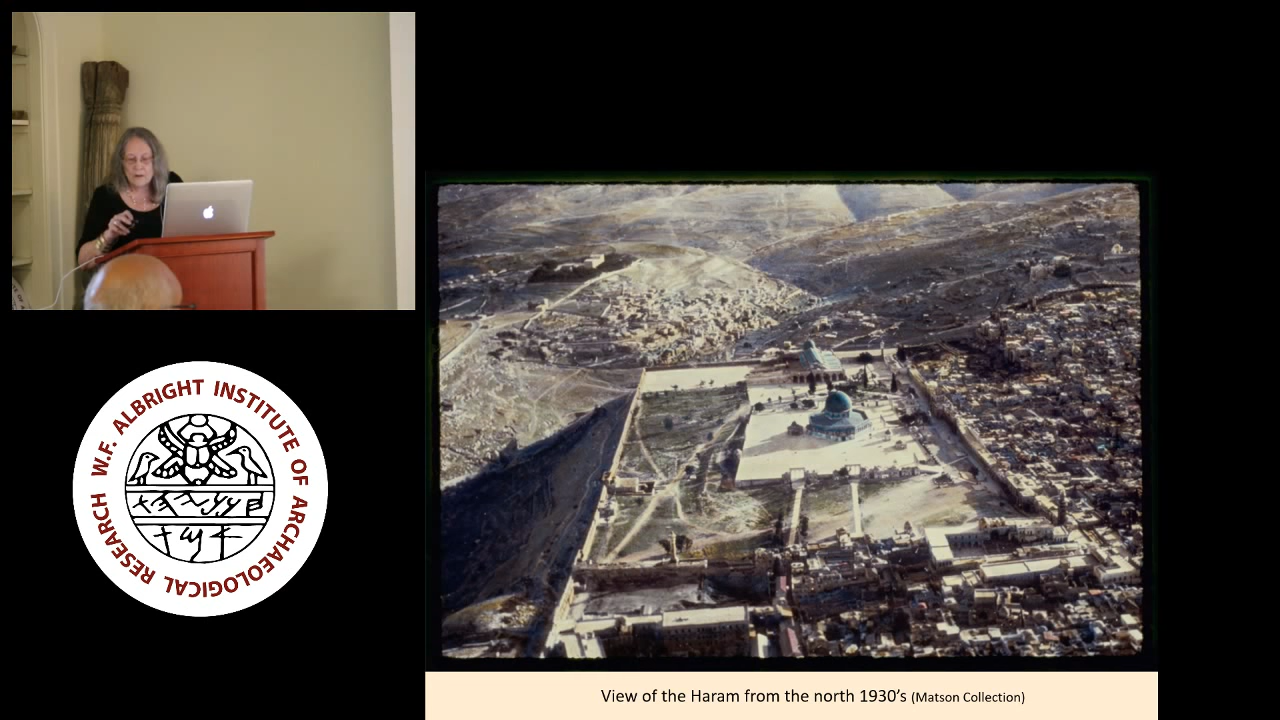 W.F. ALBRIGHT INSTITUTE OF ARCHAEOLOGICAL RESEARCH
View of the Haram from the north 1930's (Matson Collection)